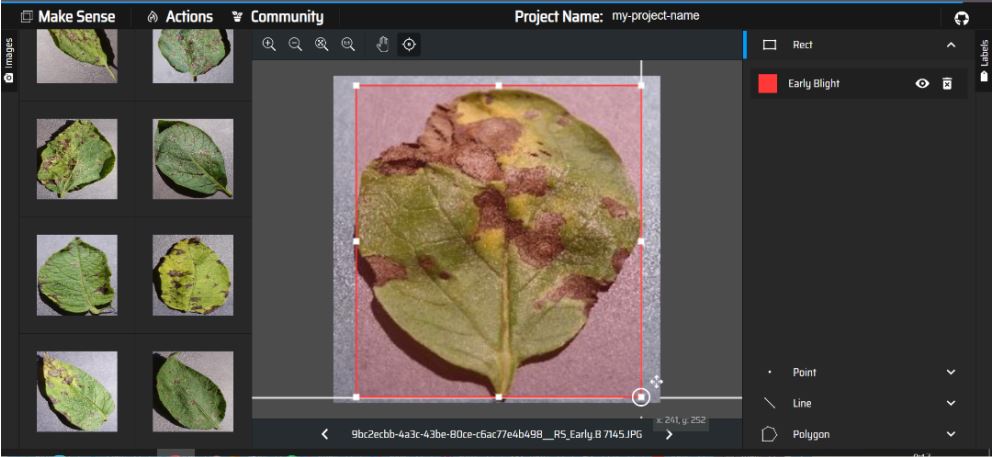 Make Sense Actions Community Project Name: my-project-name
Images
Rect
Labels
Early Blight
Point
Line
x: 241, y: 252
9bc2ecbb-4a3c-43be-80ce-c6ac77e4b498__RS_Early.B 7145.JPG
Polygon